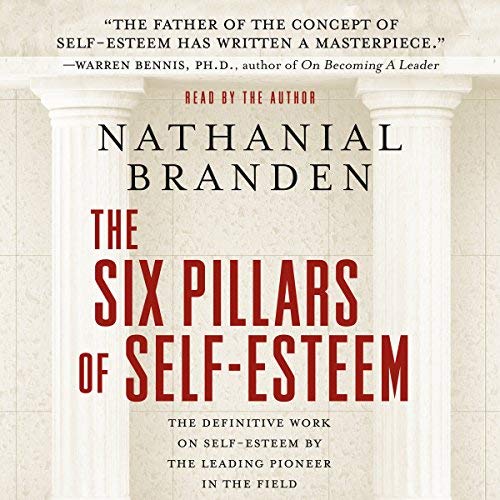 “THE FATHER OF THE CONCEPT OF
SELF-ESTEEM HAS WRITTEN A MASTERPIECE.”
—WARREN BENNIS, PH.D., author of On Becoming A Leader
READ BY THE AUTHOR
NATHANIAL
BRANDEN
THE
SIX PILLARS
OF SELF-ESTEEM
THE DEFINITIVE WORK
ON SELF-ESTEEM BY
THE LEADING PIONEER
IN THE FIELD